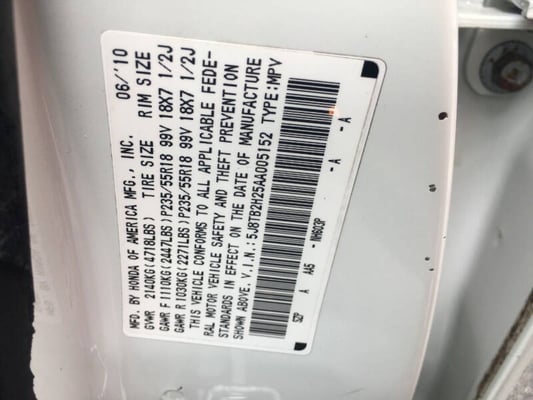 MFD. BY HONDA OF AMERICA MFG., INC. 06/'10
GVWR 2140KG(4718LBS) TIRE SIZE RIM SIZE
GAWR F 1110KG(2447LBS)P235/55R18 99V 18X7 1/2J
GAWR R 1030KG(2271LBS)P235/55R18 99V 18X7 1/2J
THIS VEHICLE CONFORMS TO ALL APPLICABLE FEDE-
RAL MOTOR VEHICLE SAFETY AND THEFT PREVENTION
STANDARDS IN EFFECT ON THE DATE OF MANUFACTURE
SHOWN ABOVE. V.I.N.:5J8TB2H25AA005152 TYPE:MPV
SZP A AA5 NH603P -A -A